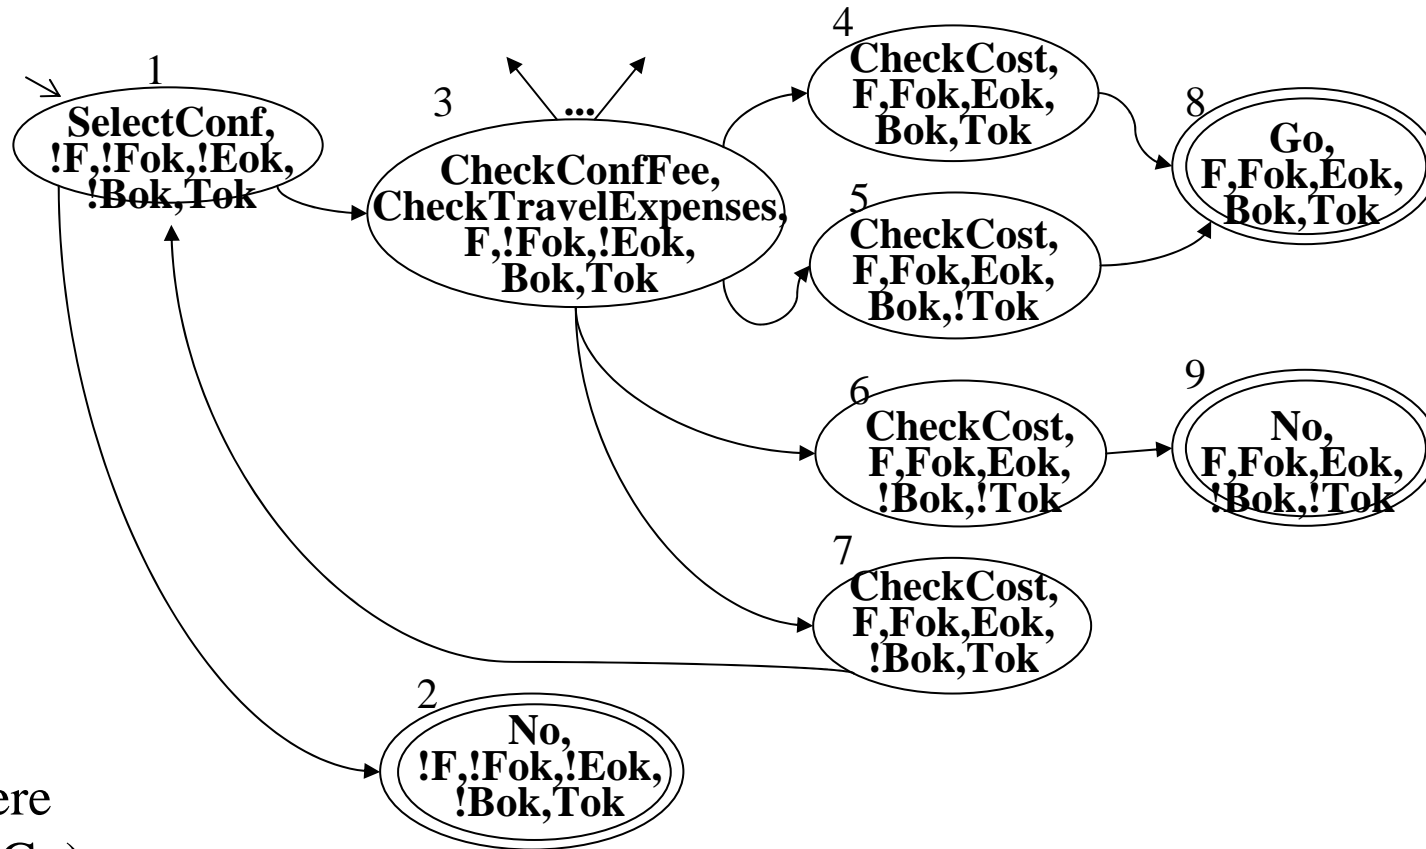 1
SelectConf,
!F,!Fok,!Eok,
!Bok,Tok
3
...
CheckConfFee,
CheckTravelExpenses,
F,!Fok,!Eok,
Bok,Tok
4
CheckCost,
F,Fok,Eok,
Bok,Tok
8
Go,
F,Fok,Eok,
Bok,Tok
5
CheckCost,
F,Fok,Eok,
Bok,!Tok
6
CheckCost,
F,Fok,Eok,
!Bok,!Tok
9
No,
F,Fok,Eok,
!Bok,!Tok
7
CheckCost,
F,Fok,Eok,
!Bok,Tok
2
No,
!F,!Fok,!Eok,
!Bok,Tok
ere